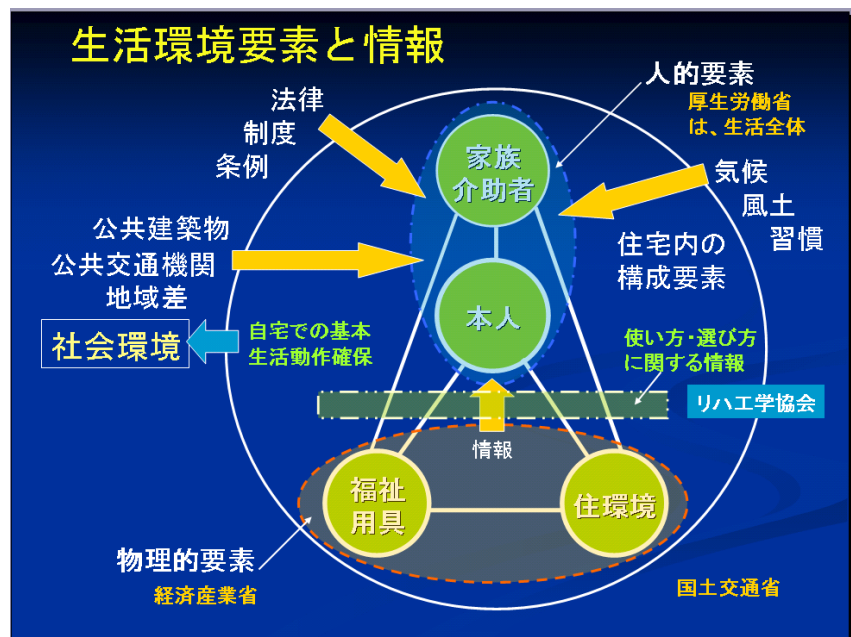 生活環境要素と情報
人的要素
厚生労働省
は、生活全体
法律
制度
条例
家族
介助者
気候
風土
習慣
公共建築物
公共交通機関
地域差
住宅内の
構成要素
本人
社会環境
自宅での基本
生活動作確保
使い方・選び方
に関する情報
リハ工学協会
情報
福祉
用具
住環境
物理的要素
経済産業省
国土交通省